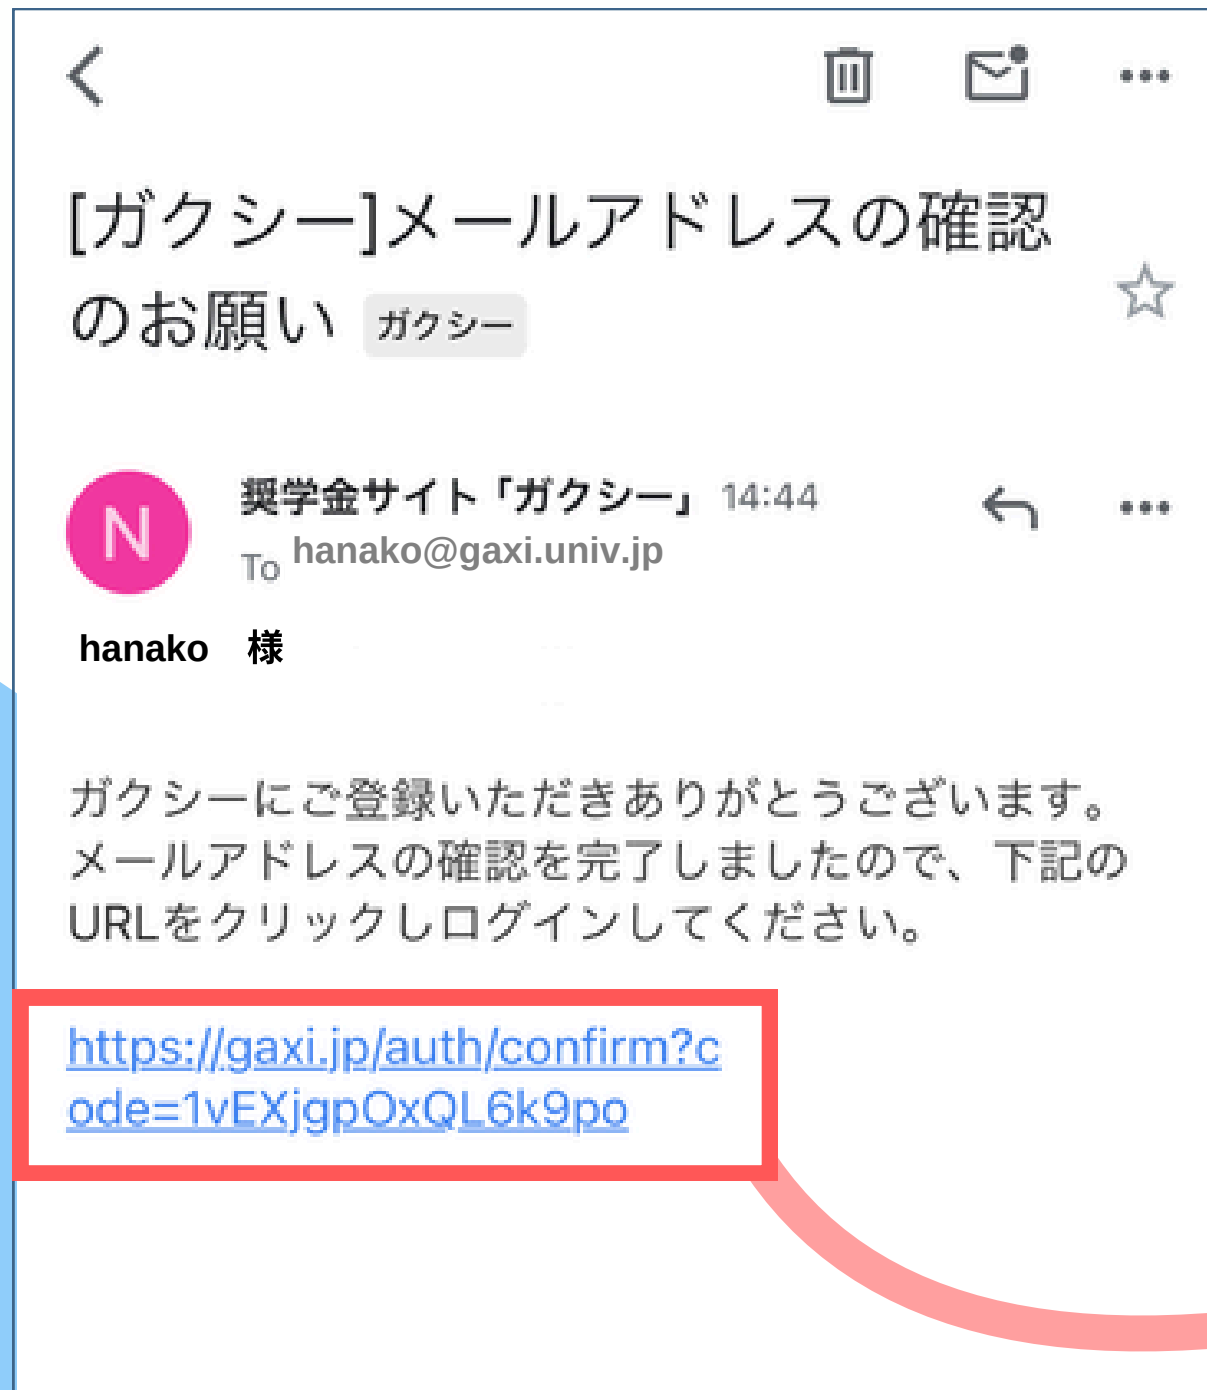 [ガクシー]メールアドレスの確認
のお願い ガクシー
N
奨学金サイト「ガクシー」 14:44
To hanako@gaxi.univ.jp
hanako 様
ガクシーにご登録いただきありがとうございます。
メールアドレスの確認を完了しましたので、下記の
URLをクリックしログインしてください。
https://gaxi.jp/auth/confirm?c
ode=1vEXjgpOxQL6k9po